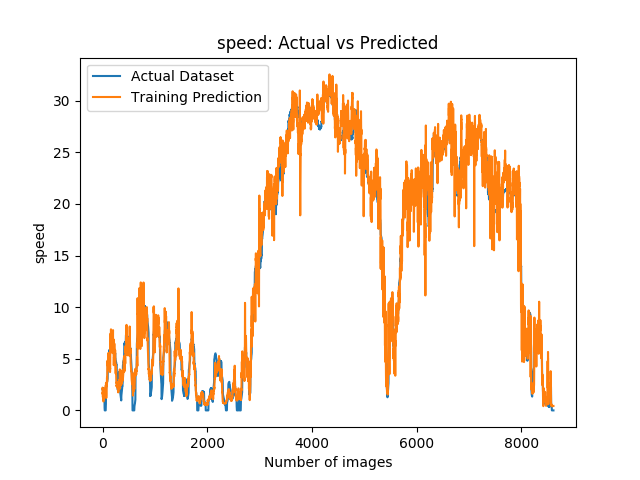 speed: Actual vs Predicted
Actual Dataset
Training Prediction
speed
30
25
20
15
10
5
0
0 2000 4000 6000 8000
Number of images